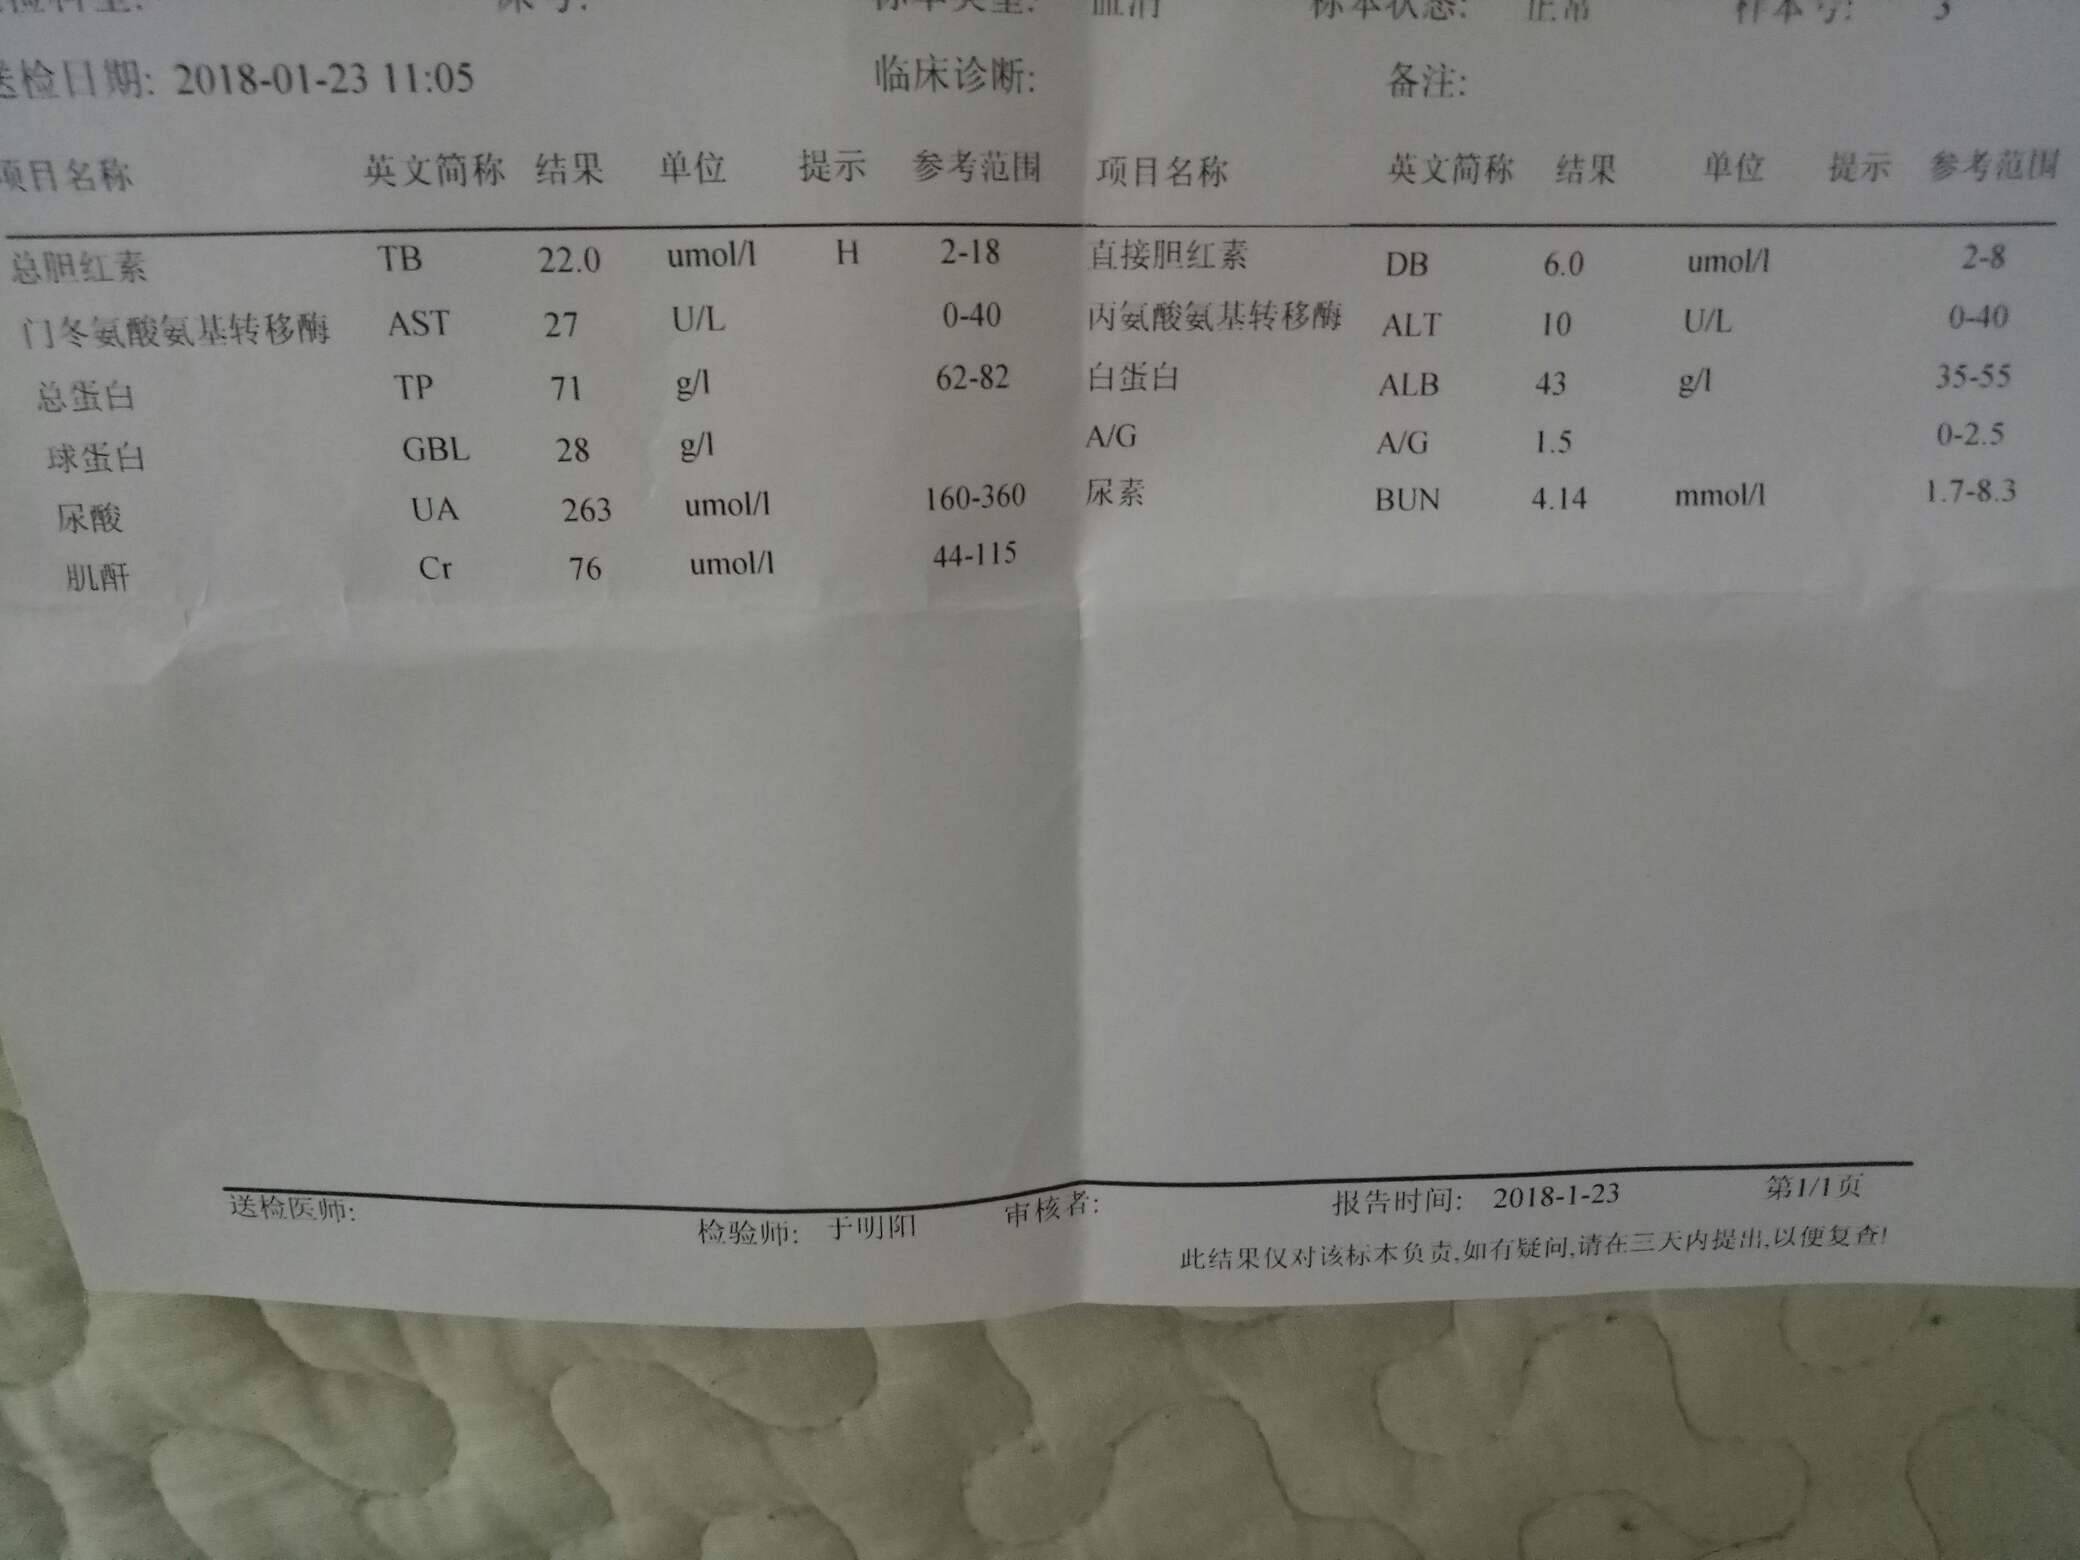 标本类型: 血清 标本状态: 正常 样本号: 3
送检日期: 2018-01-23 11:05 临床诊断: 备注:
项目名称 英文简称 结果 单位 提示 参考范围 项目名称 英文简称 结果 单位 提示 参考范围
总胆红素 TB 22.0 umol/l H 2-18 直接胆红素 DB 6.0 umol/l 2-8
门冬氨酸氨基转移酶 AST 27 U/L 0-40 丙氨酸氨基转移酶 ALT 10 U/L 0-40
总蛋白 TP 71 g/l 62-82 白蛋白 ALB 43 g/l 35-55
球蛋白 GBL 28 g/l A/G A/G 1.5 0-2.5
尿酸 UA 263 umol/l 160-360 尿素 BUN 4.14 mmol/l 1.7-8.3
肌酐 Cr 76 umol/l 44-115
送检医师: 检验师: 于明阳 审核者: 报告时间: 2018-1-23 第1/1页
此结果仅对该标本负责,如有疑问,请在三天内提出,以便复查!